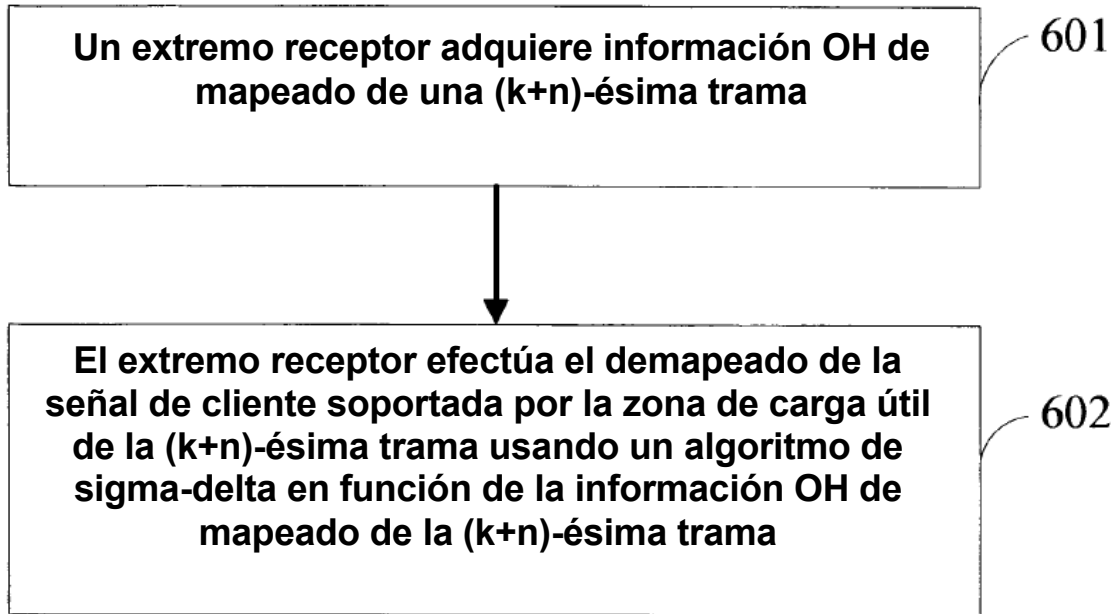 Un extremo receptor adquiere información OH de
mapeado de una (k+n)-ésima trama
601
El extremo receptor efectúa el demapeado de la
señal de cliente soportada por la zona de carga útil
de la (k+n)-ésima trama usando un algoritmo de
sigma-delta en función de la información OH de
mapeado de la (k+n)-ésima trama
602